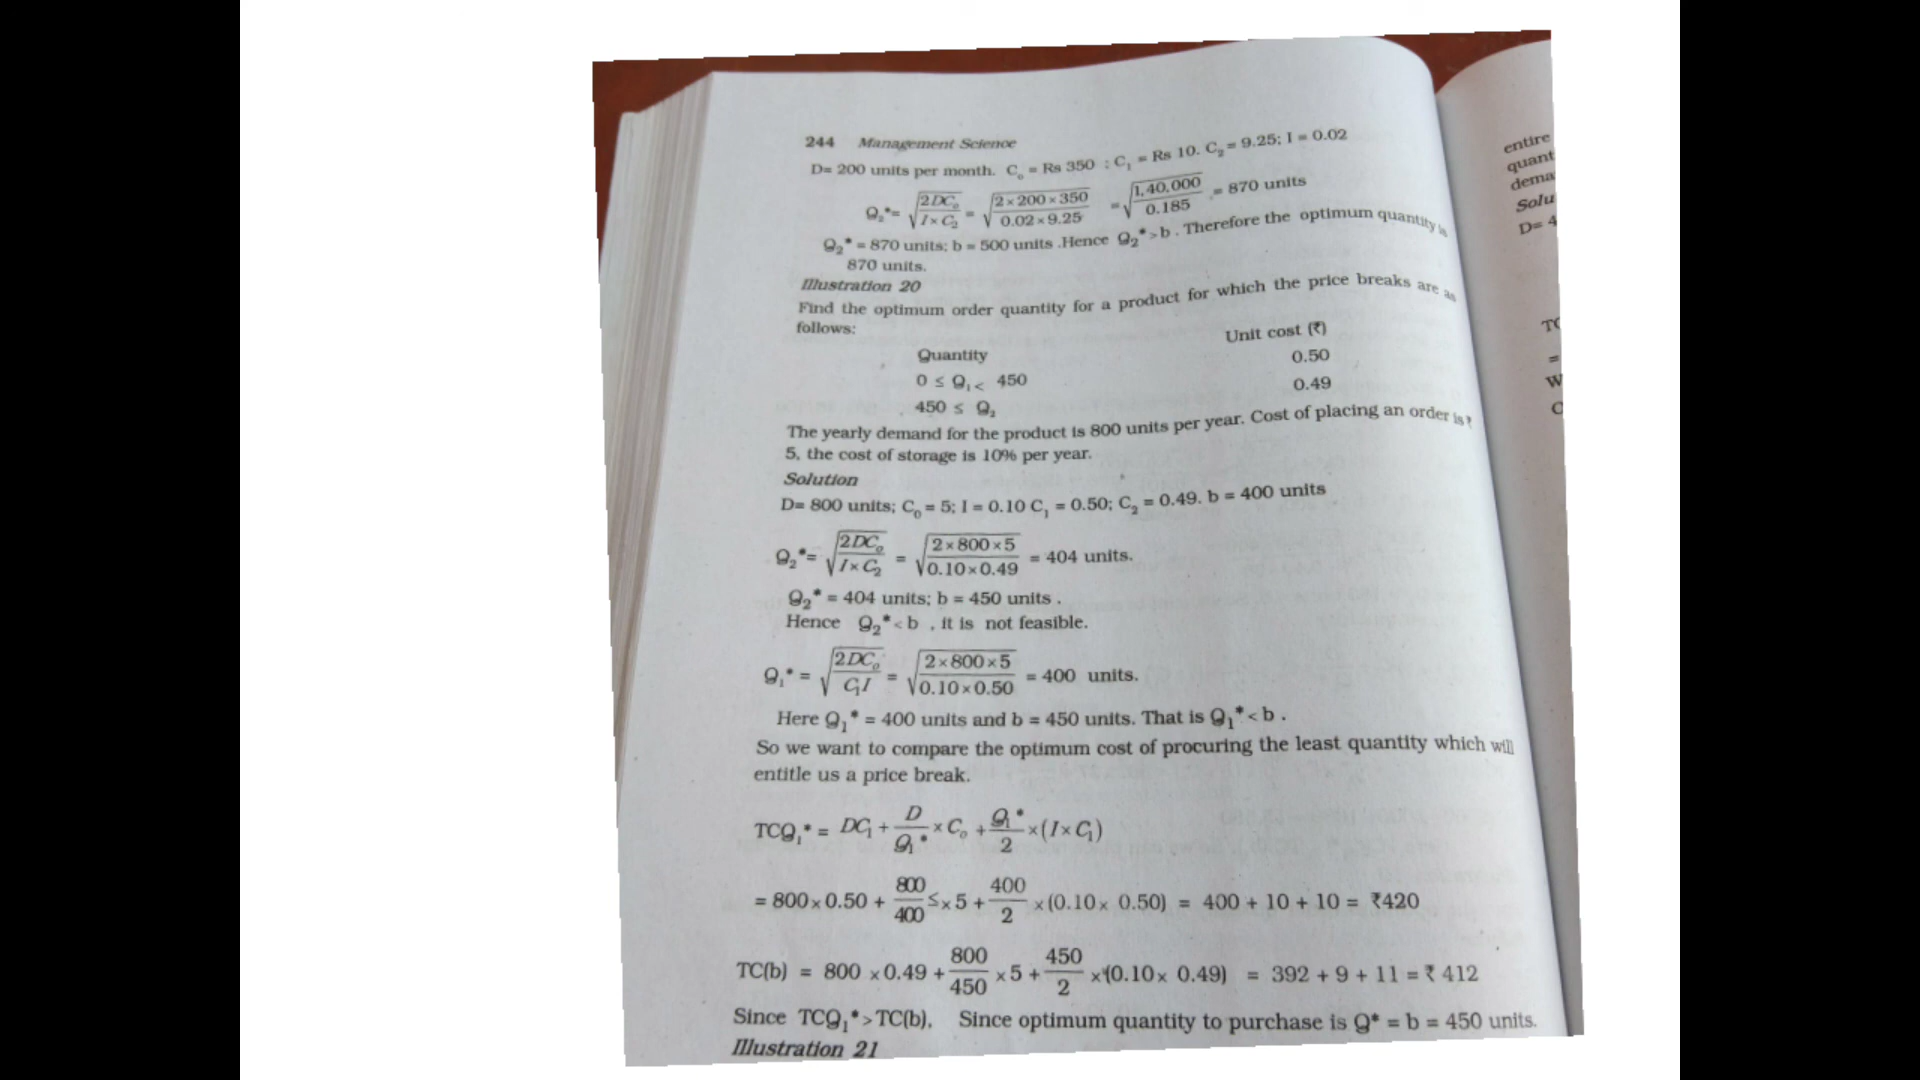 244 Management Science
D= 200 units per month. C₀ = Rs 350 : C₁ = Rs 10. C₂ = 9.25; I = 0.02
Q₂*= √(2DC₀ / I × C₂) = √(2 × 200 × 350 / 0.02 × 9.25) = √(1,40,000 / 0.185) = 870 units
Q₂* = 870 units; b = 500 units .Hence Q₂* > b . Therefore the optimum quantity is
870 units.
Illustration 20
Find the optimum order quantity for a product for which the price breaks are as
follows:
Quantity Unit cost (₹)
0 ≤ Q₁ < 450 0.50
450 ≤ Q₂ 0.49
The yearly demand for the product is 800 units per year. Cost of placing an order is ₹
5, the cost of storage is 10% per year.
Solution
D= 800 units; C₀ = 5; I = 0.10 C₁ = 0.50; C₂ = 0.49. b = 400 units
Q₂*= √(2DC₀ / I × C₂) = √(2 × 800 × 5 / 0.10 × 0.49) = 404 units.
Q₂* = 404 units; b = 450 units .
Hence Q₂* < b , it is not feasible.
Q₁* = √(2DC₀ / C₁I) = √(2 × 800 × 5 / 0.10 × 0.50) = 400 units.
Here Q₁* = 400 units and b = 450 units. That is Q₁* < b .
So we want to compare the optimum cost of procuring the least quantity which will
entitle us a price break.
TCQ₁* = DC₁ + D/Q₁* × C₀ + Q₁*/2 × (I × C₁)
= 800 × 0.50 + 800/400 ≤ × 5 + 400/2 × (0.10 × 0.50) = 400 + 10 + 10 = ₹420
TC(b) = 800 × 0.49 + 800/450 × 5 + 450/2 × (0.10 × 0.49) = 392 + 9 + 11 = ₹ 412
Since TCQ₁* > TC(b), Since optimum quantity to purchase is Q* = b = 450 units.
Illustration 21
entire
quant
dema
Solu
D= 4
TC
=
W
C